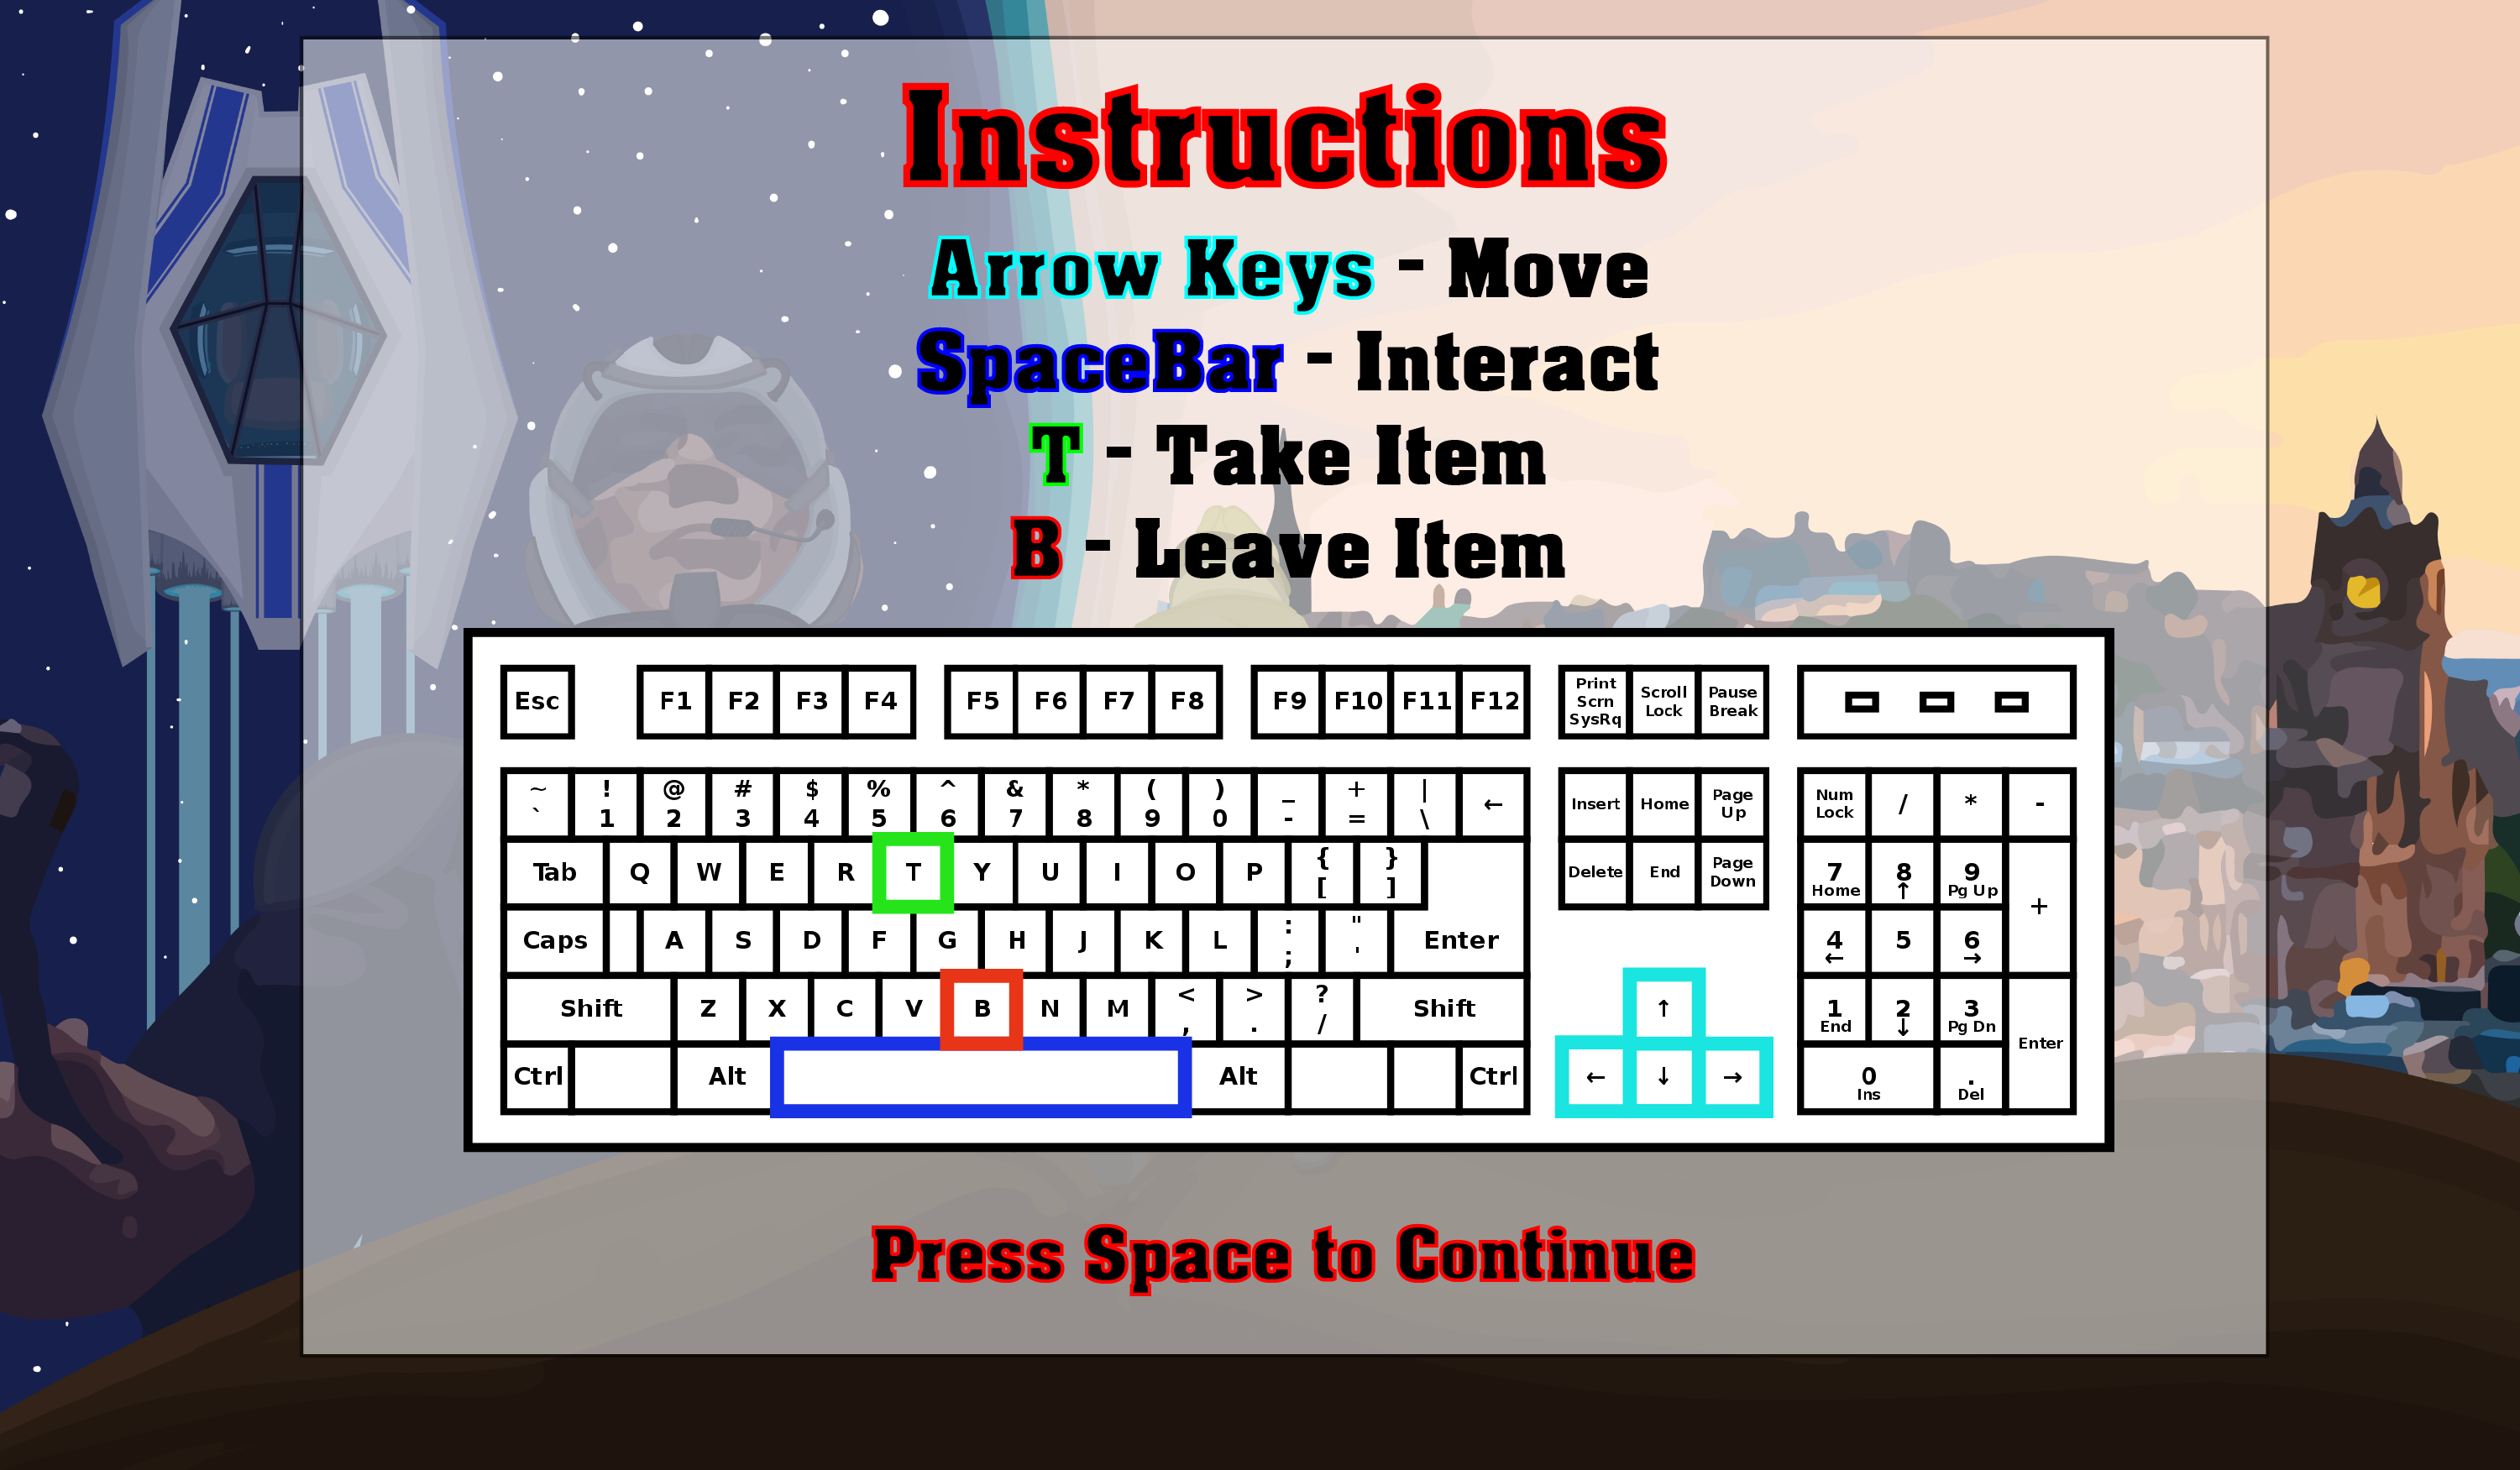 Instructions
Arrow Keys - Move
SpaceBar - Interact
T - Take Item
B - Leave Item
Esc F1 F2 F3 F4 F5 F6 F7 F8 F9 F10 F11 F12 Print Scrn SysRq Scroll Lock Pause Break
~ ! @ # $ % ^ & * ( ) _ + | ←
` 1 2 3 4 5 6 7 8 9 0 - = \
Insert Home Page Up Num Lock / * -
Tab Q W E R T Y U I O P { [ } ] Delete End Page Down 7 Home 8 ↑ 9 Pg Up +
Caps A S D F G H J K L : ; " ' Enter 4 ← 5 6 →
Shift Z X C V B N M < , > . ? / Shift ↑ 1 End 2 ↓ 3 Pg Dn Enter
Ctrl Alt Alt Ctrl ← ↓ → 0 Ins . Del
Press Space to Continue